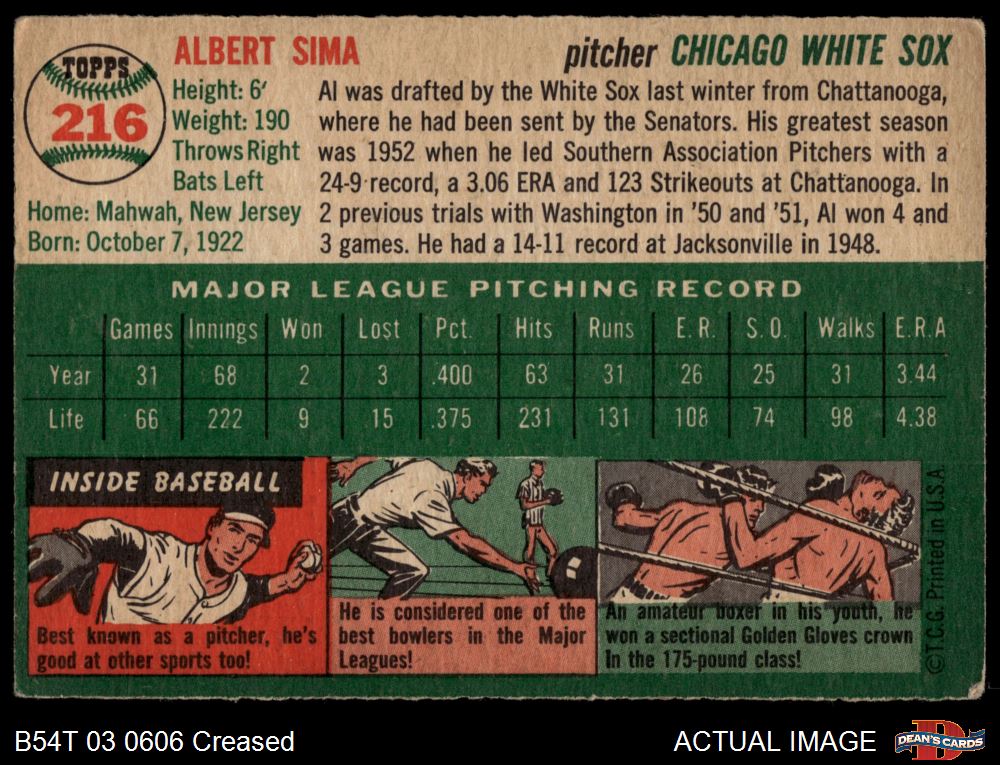 TOPPS
216
ALBERT SIMA
pitcher CHICAGO WHITE SOX
Height: 6'
Weight: 190
Throws Right
Bats Left
Home: Mahwah, New Jersey
Born: October 7, 1922
Al was drafted by the White Sox last winter from Chattanooga,
where he had been sent by the Senators. His greatest season
was 1952 when he led Southern Association Pitchers with a
24-9 record, a 3.06 ERA and 123 Strikeouts at Chattanooga. In
2 previous trials with Washington in '50 and '51, Al won 4 and
3 games. He had a 14-11 record at Jacksonville in 1948.
MAJOR LEAGUE PITCHING RECORD
Games Innings Won Lost Pct. Hits Runs E.R. S.O. Walks E.R.A
Year 31 68 2 3 .400 63 31 26 25 31 3.44
Life 66 222 9 15 .375 231 131 108 74 98 4.38
INSIDE BASEBALL
Best known as a pitcher, he's
good at other sports too!
He is considered one of the
best bowlers in the Major
Leagues!
An amateur boxer in his youth, he
won a sectional Golden Gloves crown
In the 175-pound class!
©T.C.G. Printed in U.S.A.
B54T 03 0606 Creased
ACTUAL IMAGE
DEAN'S CARDS